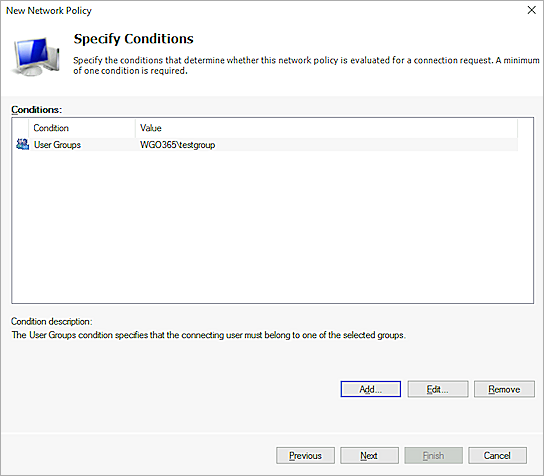 New Network Policy
Specify Conditions
Specify the conditions that determine whether this network policy is evaluated for a connection request. A minimum
of one condition is required.
Conditions:
Condition Value
User Groups WGO365\testgroup
Condition description:
The User Groups condition specifies that the connecting user must belong to one of the selected groups.
Add... Edit... Remove
Previous Next Finish Cancel